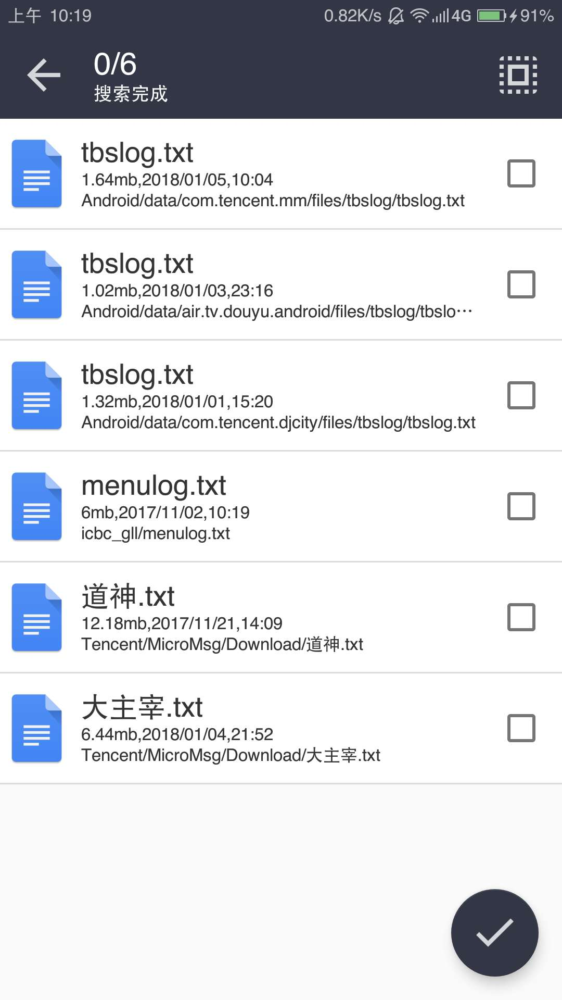 上午 10:19
0.82K/s 4G 91%
0/6
搜索完成
tbslog.txt
1.64mb,2018/01/05,10:04
Android/data/com.tencent.mm/files/tbslog/tbslog.txt
tbslog.txt
1.02mb,2018/01/03,23:16
Android/data/air.tv.douyu.android/files/tbslog/tbslo···
tbslog.txt
1.32mb,2018/01/01,15:20
Android/data/com.tencent.djcity/files/tbslog/tbslog.txt
menulog.txt
6mb,2017/11/02,10:19
icbc_gll/menulog.txt
道神.txt
12.18mb,2017/11/21,14:09
Tencent/MicroMsg/Download/道神.txt
大主宰.txt
6.44mb,2018/01/04,21:52
Tencent/MicroMsg/Download/大主宰.txt